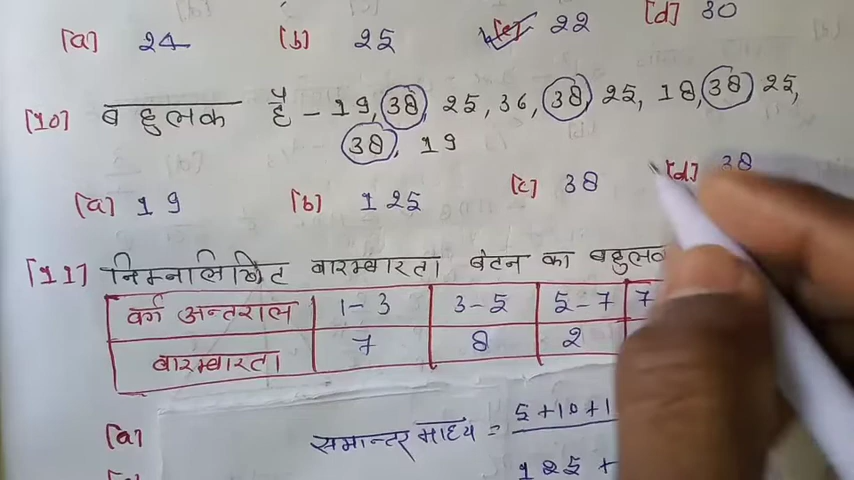 [a] 24 [b] 25 [c] 22 [d] 30
[10] बहुलक है - 19, 38, 25, 36, 38, 25, 18, 38 25,
38, 19
[a] 19 [b] 125 [c] 38 [d] 38
[11] निम्नालिखित बारम्बारता बेटन का बहुलव
वर्ग अन्तराल 1-3 3-5 5-7 7
बारम्बारता 7 8 2
[a] समान्तर माध्य = 5+10+1
125 +